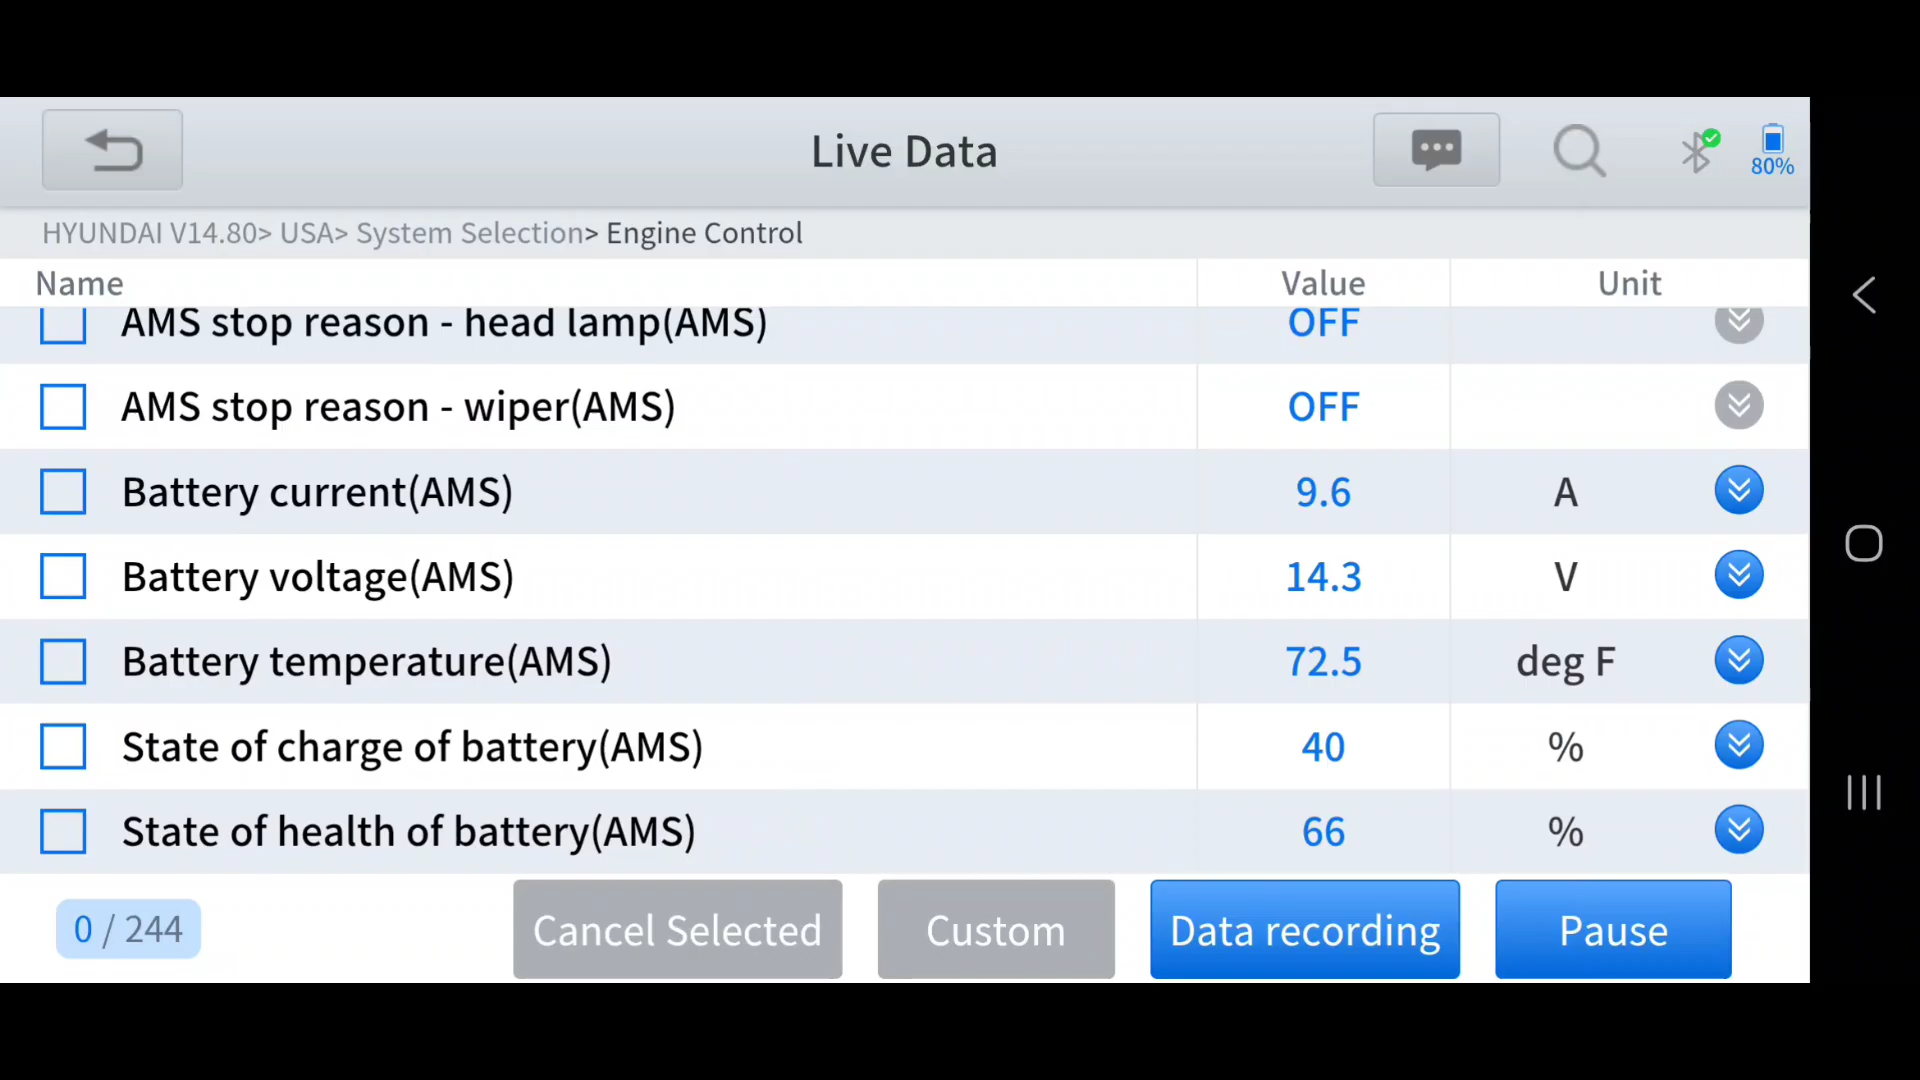 Live Data
80%
HYUNDAI V14.80> USA> System Selection> Engine Control
Name Value Unit
AMS stop reason - head lamp(AMS) OFF
AMS stop reason - wiper(AMS) OFF
Battery current(AMS) 9.6 A
Battery voltage(AMS) 14.3 V
Battery temperature(AMS) 72.5 deg F
State of charge of battery(AMS) 40 %
State of health of battery(AMS) 66 %
0 / 244 Cancel Selected Custom Data recording Pause